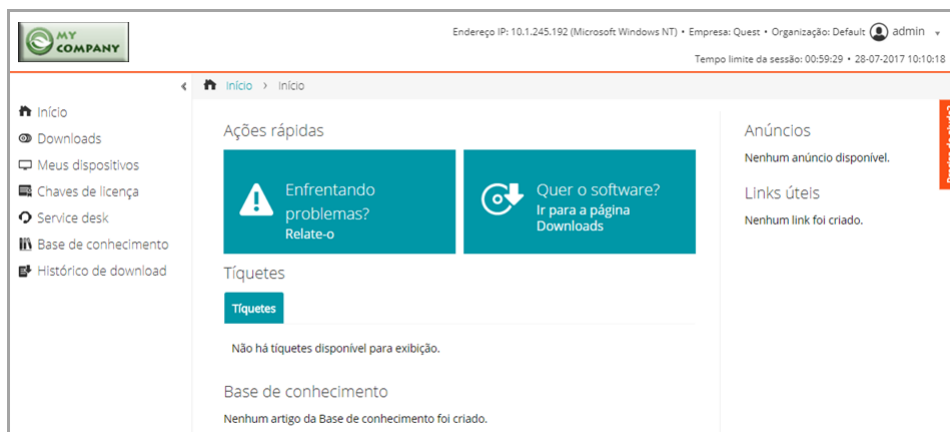 MY
COMPANY
Endereço IP: 10.1.245.192 (Microsoft Windows NT) • Empresa: Quest • Organização: Default admin
Tempo limite da sessão: 00:59:29 • 28-07-2017 10:10:18
Início > Início
Início
Downloads
Meus dispositivos
Chaves de licença
Service desk
Base de conhecimento
Histórico de download
Ações rápidas
Enfrentando
problemas?
Relate-o
Quer o software?
Ir para a página
Downloads
Tíquetes
Tíquetes
Não há tíquetes disponível para exibição.
Base de conhecimento
Nenhum artigo da Base de conhecimento foi criado.
Anúncios
Nenhum anúncio disponível.
Links úteis
Nenhum link foi criado.